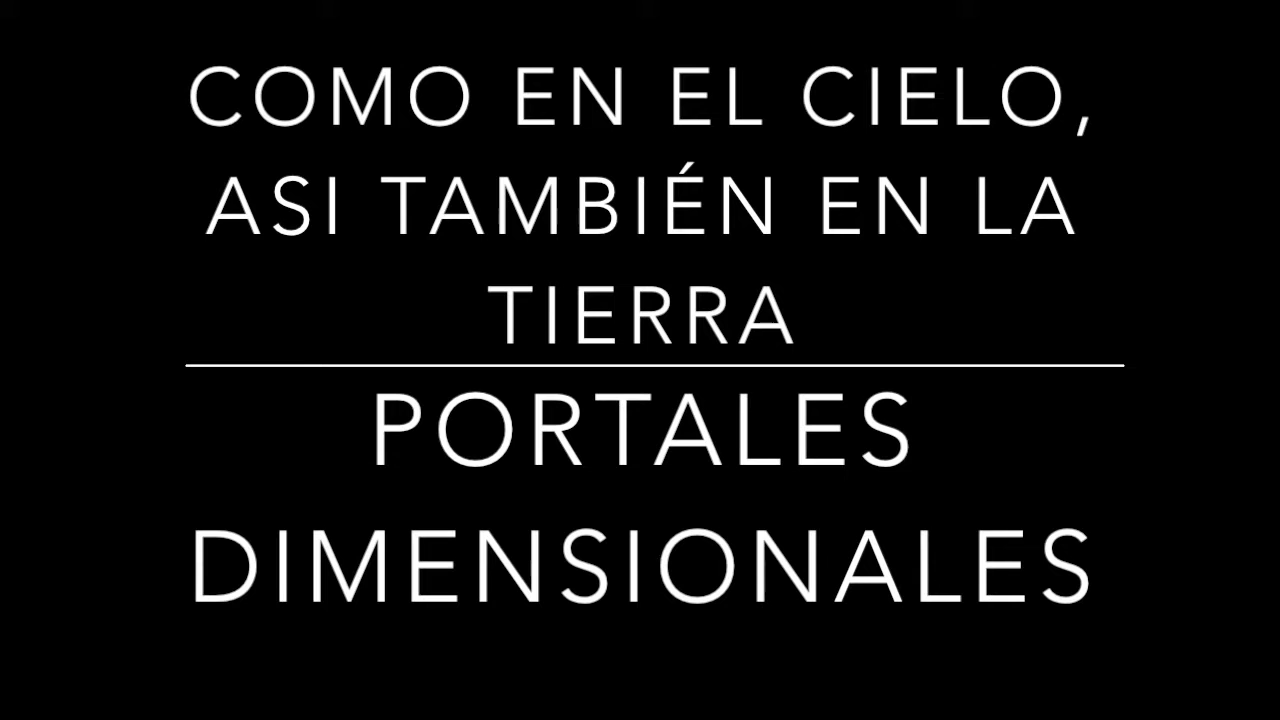 COMO EN EL CIELO,
ASI TAMBIÉN EN LA
TIERRA
PORTALES
DIMENSIONALES